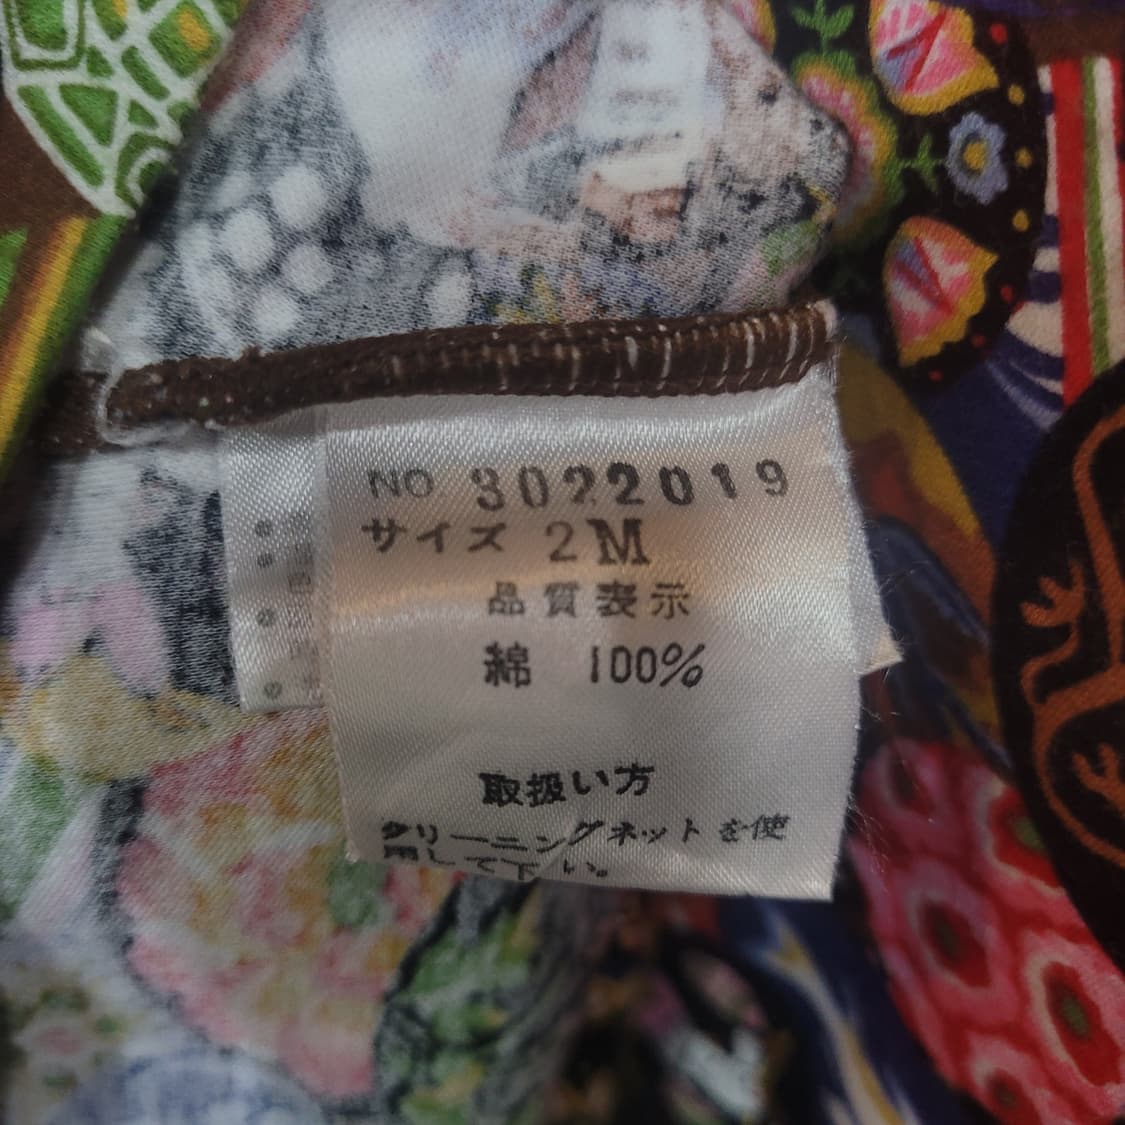 NO. 3022019
サイズ 2M
品質表示
綿 100%
取扱い方
クリーニングネットを使
用して下い。